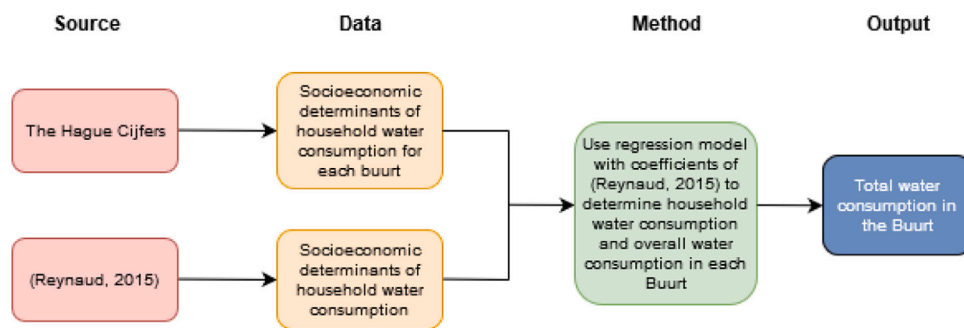 Source
Data
Method
Output
The Hague Cijfers
Socioeconomic
determinants of
household water
consumption for
each buurt
(Reynaud, 2015)
Socioeconomic
determinants of
household water
consumption
Use regression model
with coefficients of
(Reynaud, 2015) to
determine household
water consumption
and overall water
consumption in each
Buurt
Total water
consumption in
the Buurt